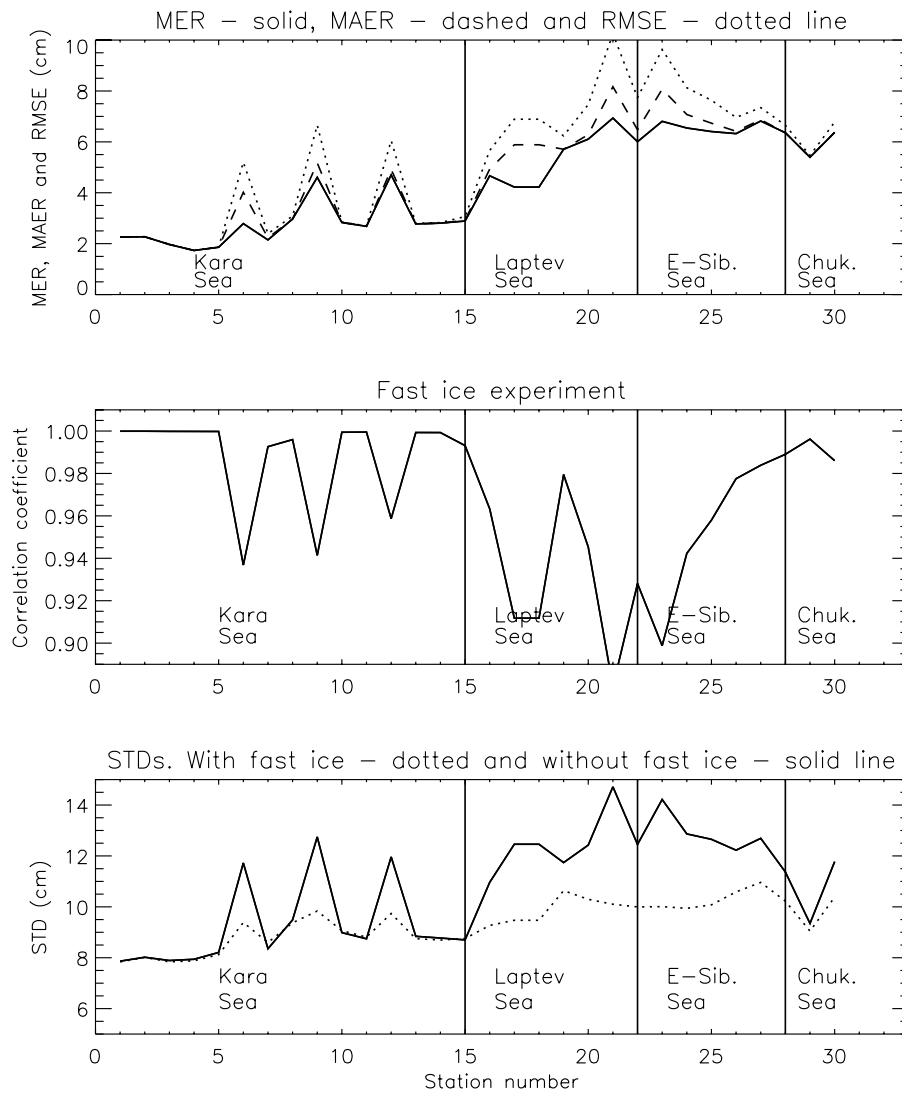 MER – solid, MAER – dashed and RMSE – dotted line
MER, MAER and RMSE (cm)
10
8
6
4
2
0
Kara
Sea
Laptev
Sea
E–Sib.
Sea
Chuk.
Sea
0 5 10 15 20 25 30
Fast ice experiment
Correlation coefficient
1.00
0.98
0.96
0.94
0.92
0.90
Kara
Sea
Laptev
Sea
E–Sib.
Sea
Chuk.
Sea
0 5 10 15 20 25 30
STDs. With fast ice – dotted and without fast ice – solid line
STD (cm)
14
12
10
8
6
Kara
Sea
Laptev
Sea
E–Sib.
Sea
Chuk.
Sea
0 5 10 15 20 25 30
Station number